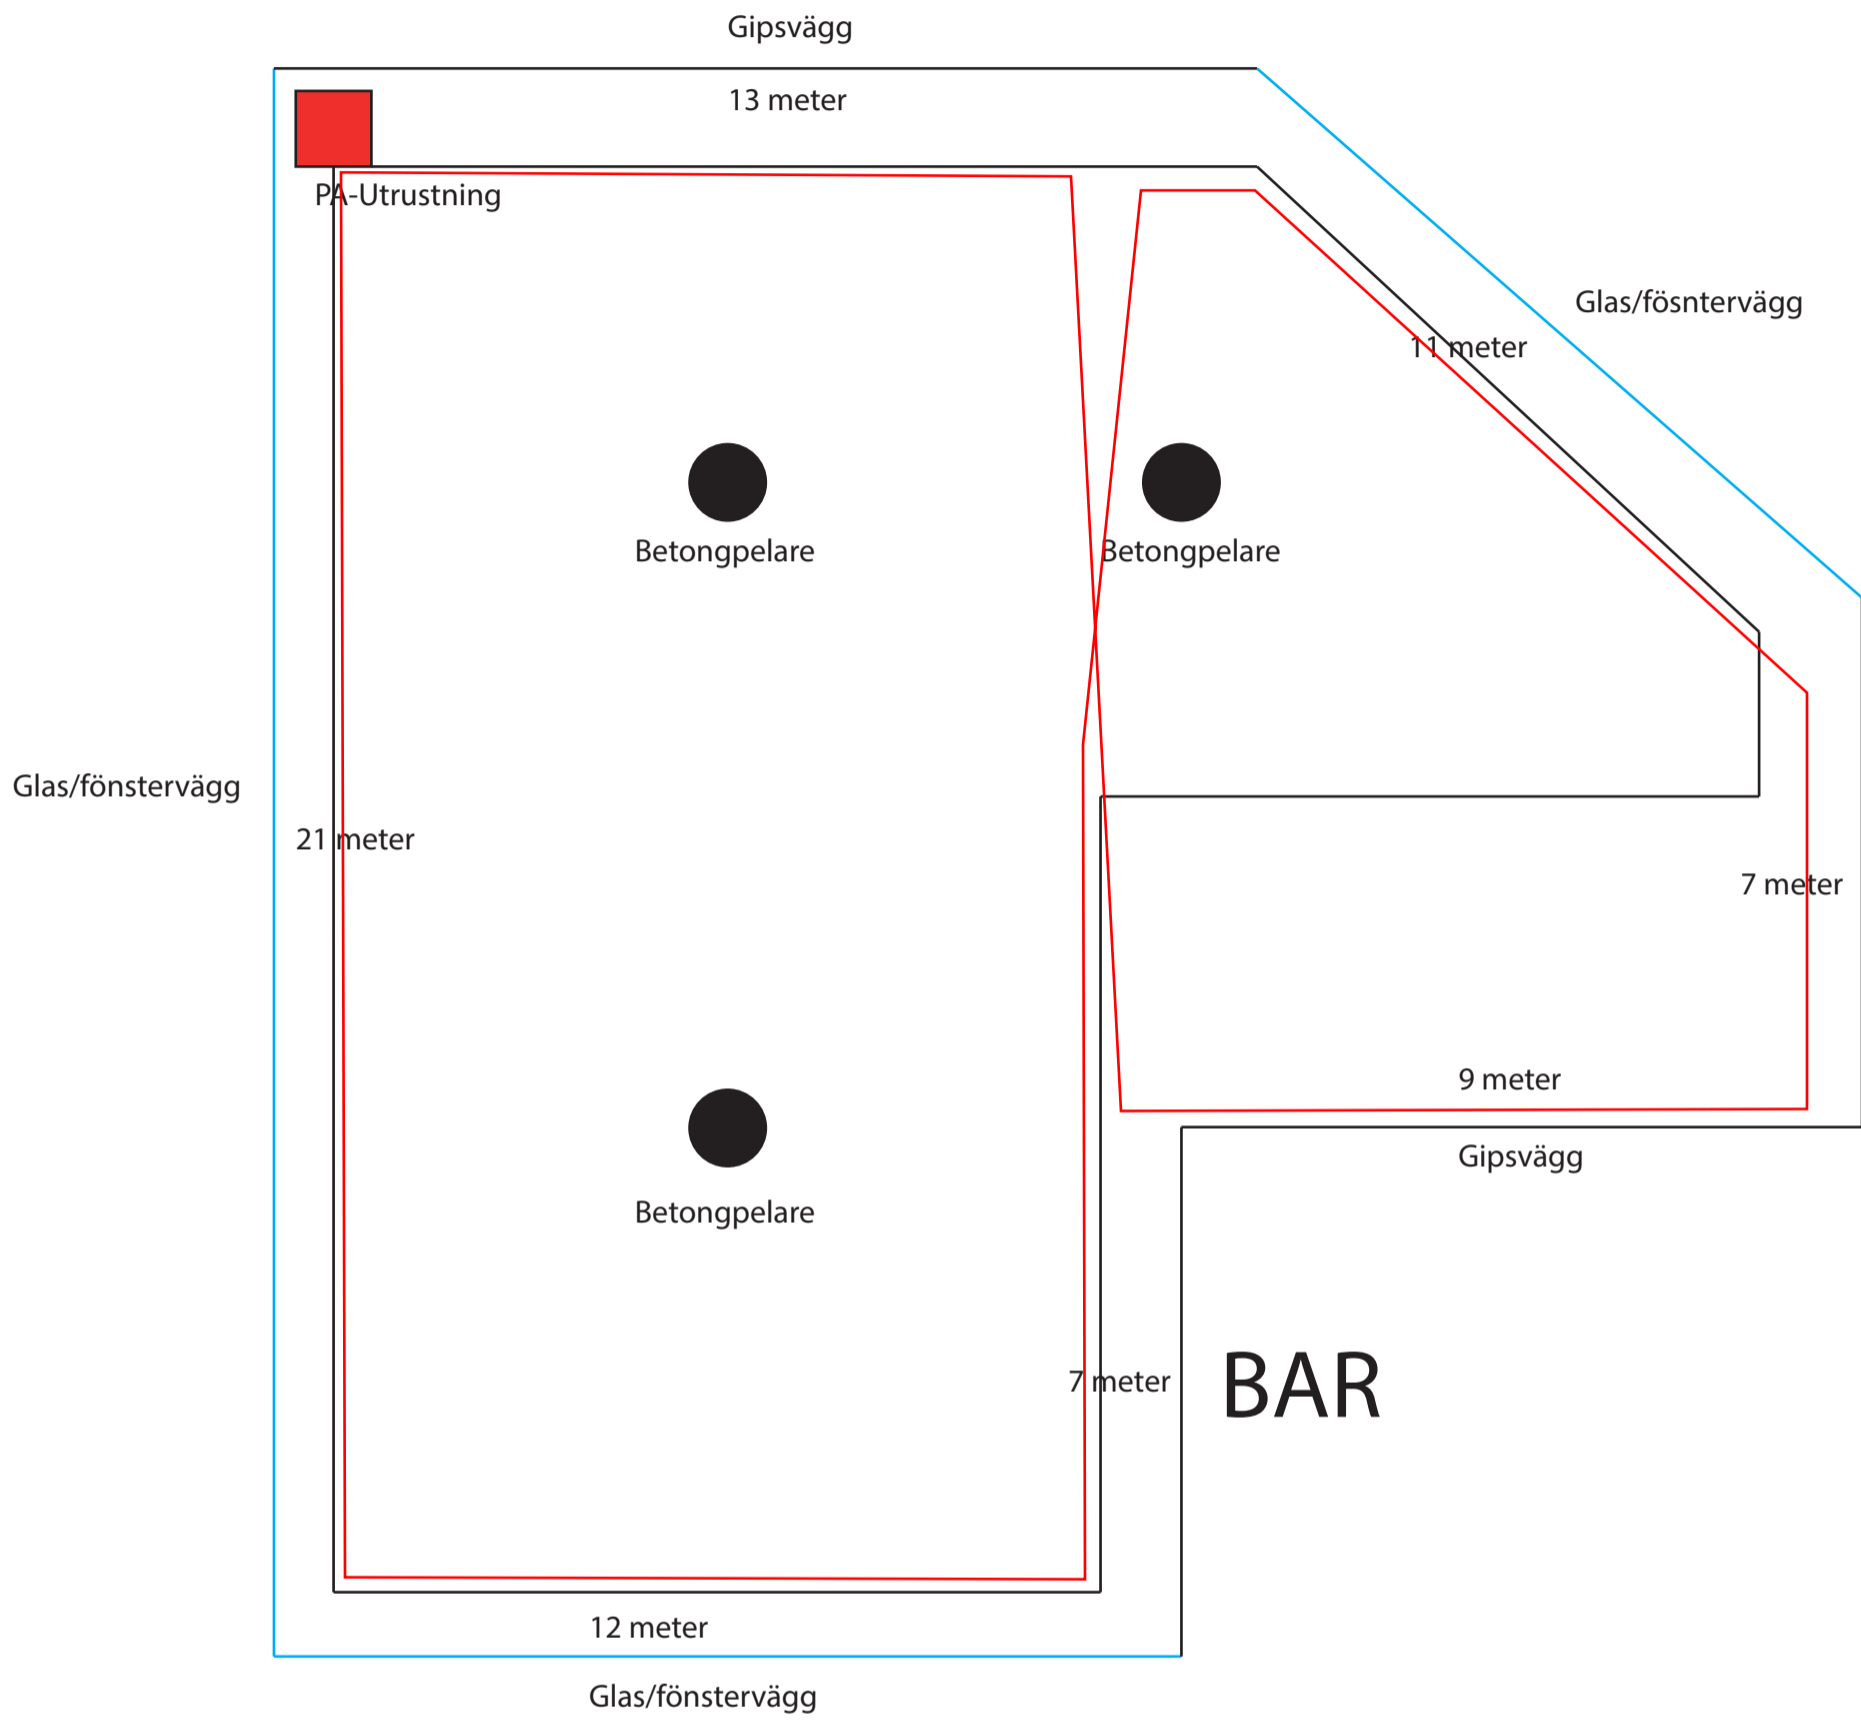 Gipsvägg
13 meter
PA-Utrustning
Glas/fösntervägg
11 meter
Betongpelare
Betongpelare
Glas/fönstervägg
21 meter
7 meter
9 meter
Gipsvägg
Betongpelare
7 meter
BAR
12 meter
Glas/fönstervägg